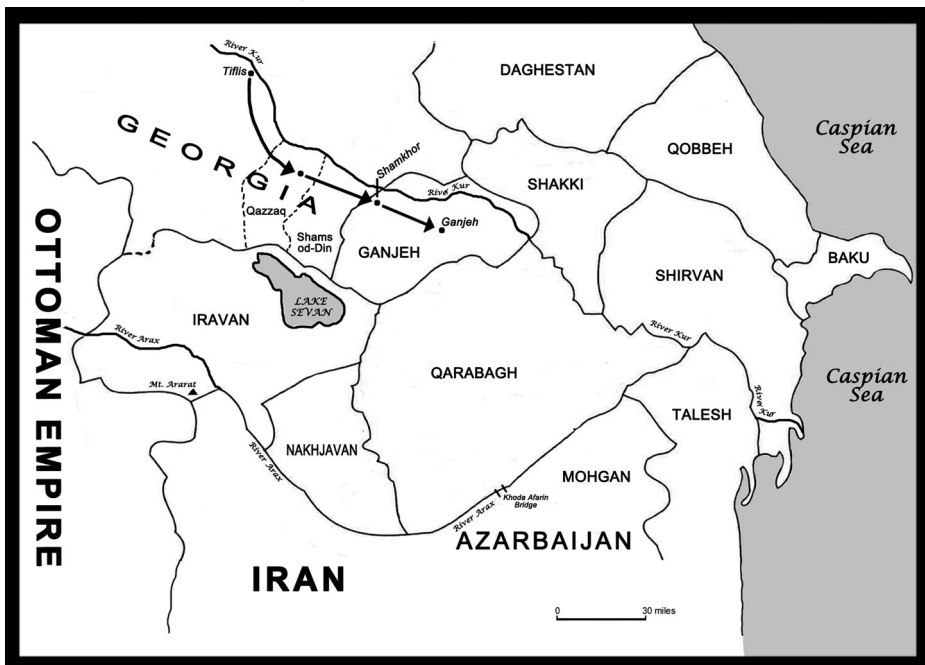 River Kur
Tiflis
DAGHESTAN
GEORGIA
Caspian
Sea
QOBBEH
Shamkhor
SHAKKI
River Kur
Qazzaq
Ganjeh
Shams
od-Din
GANJEH
BAKU
SHIRVAN
OTTOMAN EMPIRE
LAKE
SEVAN
IRAVAN
River Arax
River Kur
QARABAGH
Caspian
Sea
Mt. Ararat
TALESH
River Kur
NAKHJAVAN
River Arax
MOHGAN
Khoda Afarin
Bridge
River Arax
AZARBAIJAN
IRAN
0 30 miles